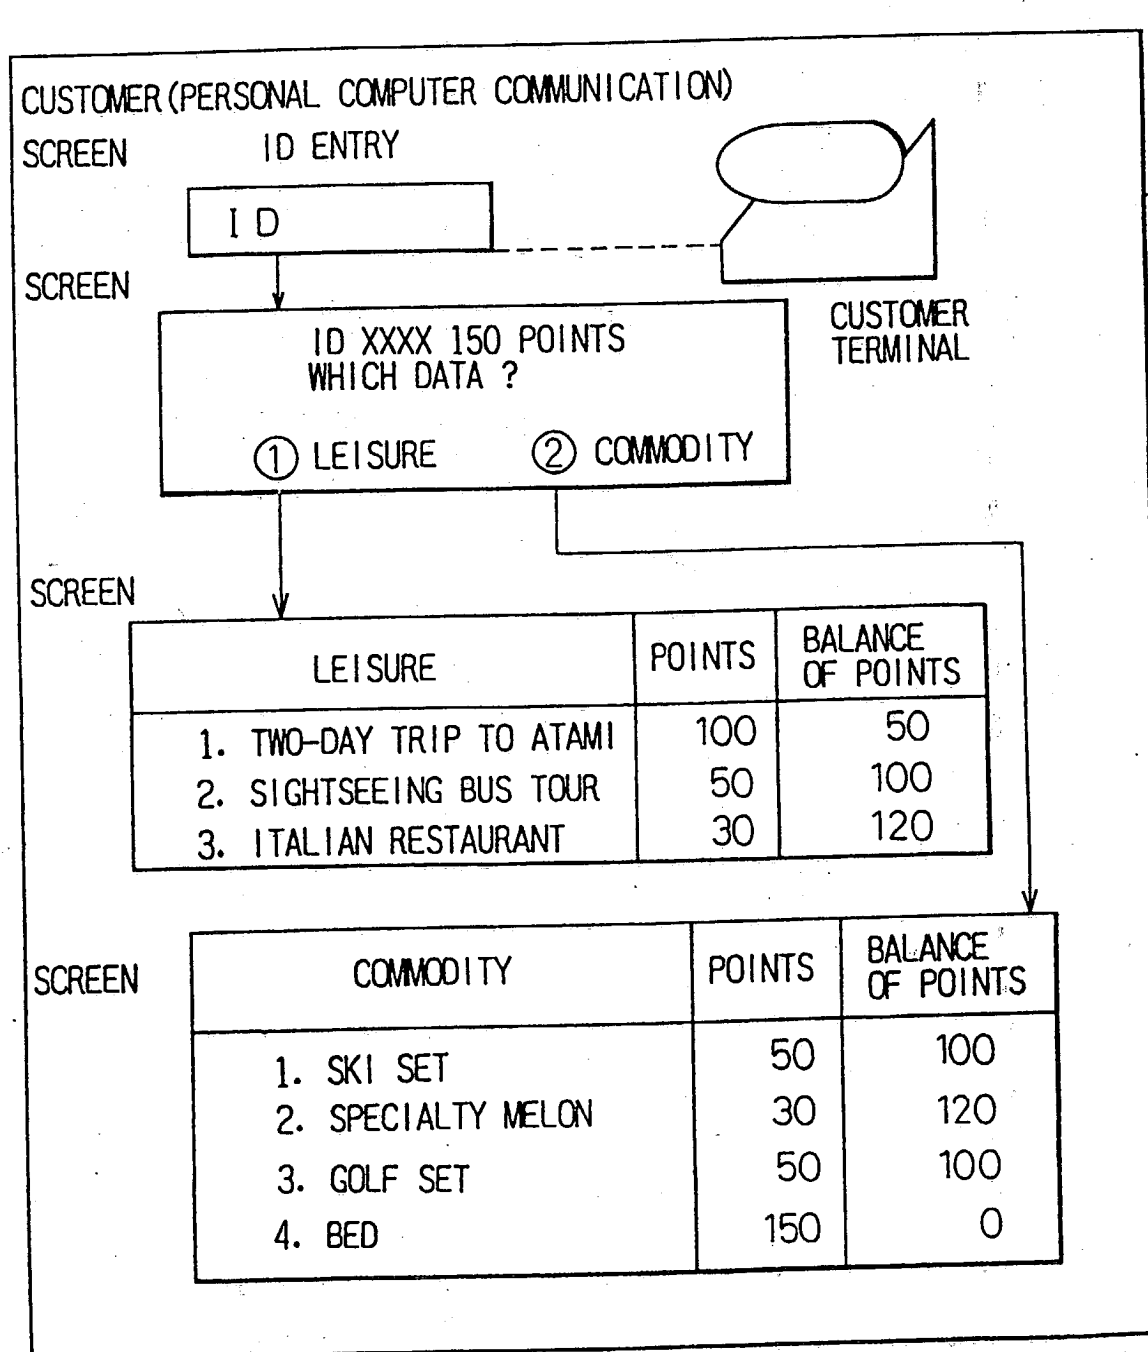 CUSTOMER(PERSONAL COMPUTER COMMUNICATION)
SCREEN
ID ENTRY
ID
SCREEN
CUSTOMER
TERMINAL
ID XXXX 150 POINTS
WHICH DATA ?
① LEISURE ② COMMODITY
SCREEN
LEISURE POINTS BALANCE
OF POINTS
1. TWO-DAY TRIP TO ATAMI 100 50
2. SIGHTSEEING BUS TOUR 50 100
3. ITALIAN RESTAURANT 30 120
SCREEN
COMMODITY POINTS BALANCE
OF POINTS
1. SKI SET 50 100
2. SPECIALTY MELON 30 120
3. GOLF SET 50 100
4. BED 150 0